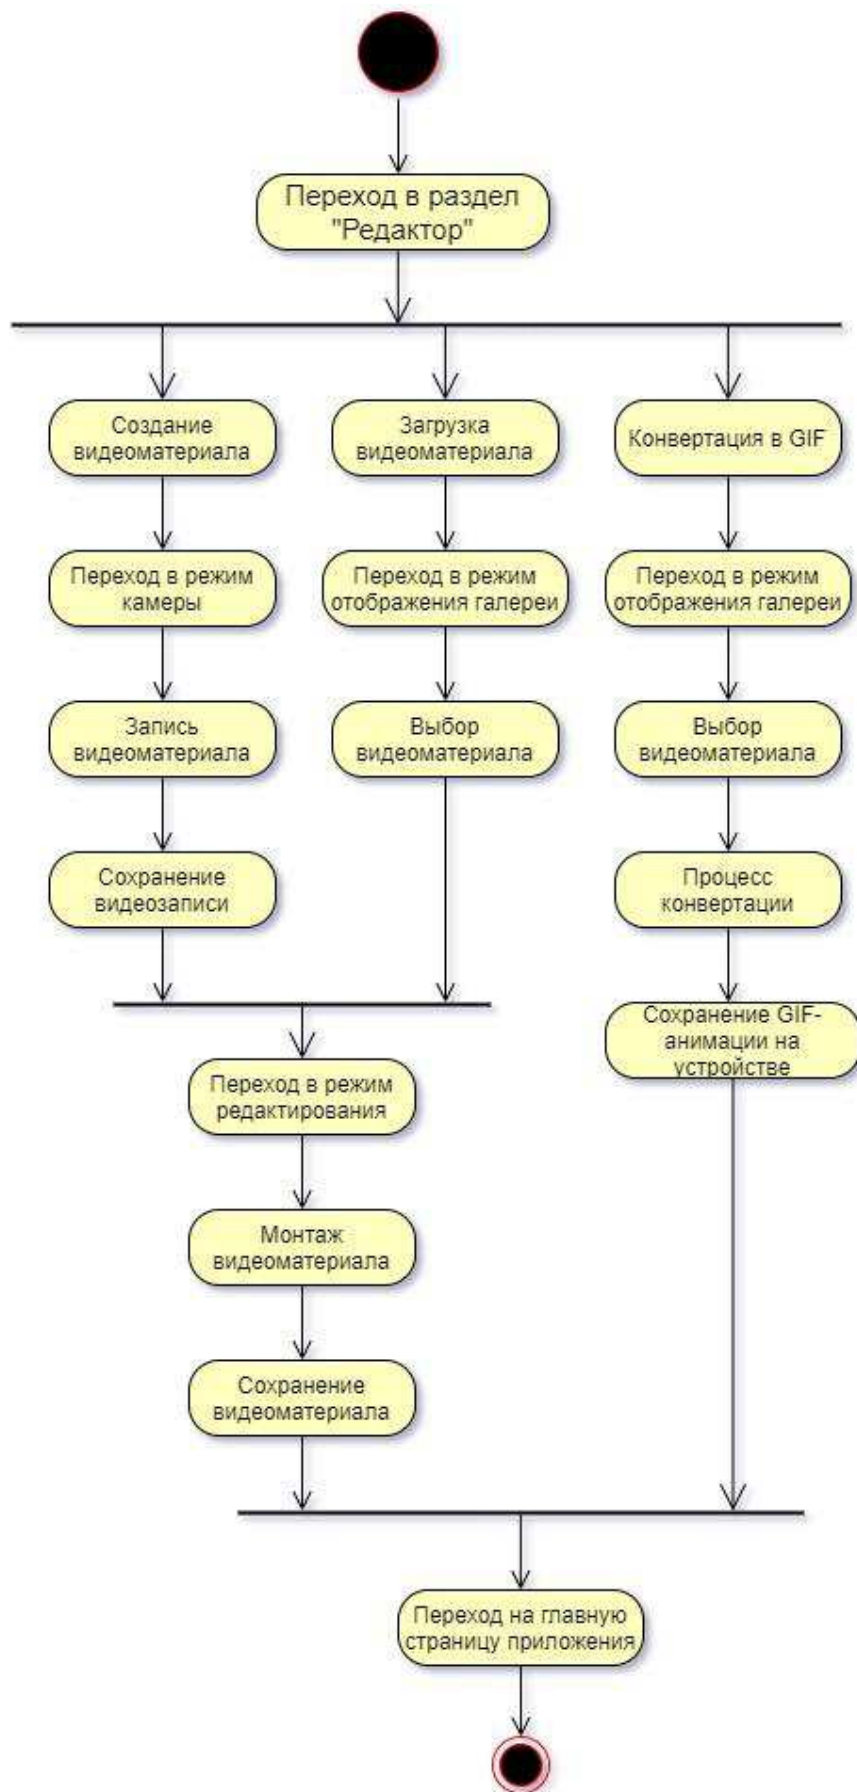 Переход в раздел
"Редактор"
Создание
видеоматериала
Загрузка
видеоматериала
Конвертация в GIF
Переход в режим
камеры
Переход в режим
отображения галереи
Переход в режим
отображения галереи
Запись
видеоматериала
Выбор
видеоматериала
Выбор
видеоматериала
Сохранение
видеозаписи
Процесс
конвертации
Сохранение GIF-
анимации на
устройстве
Переход в режим
редактирования
Монтаж
видеоматериала
Сохранение
видеоматериала
Переход на главную
страницу приложения